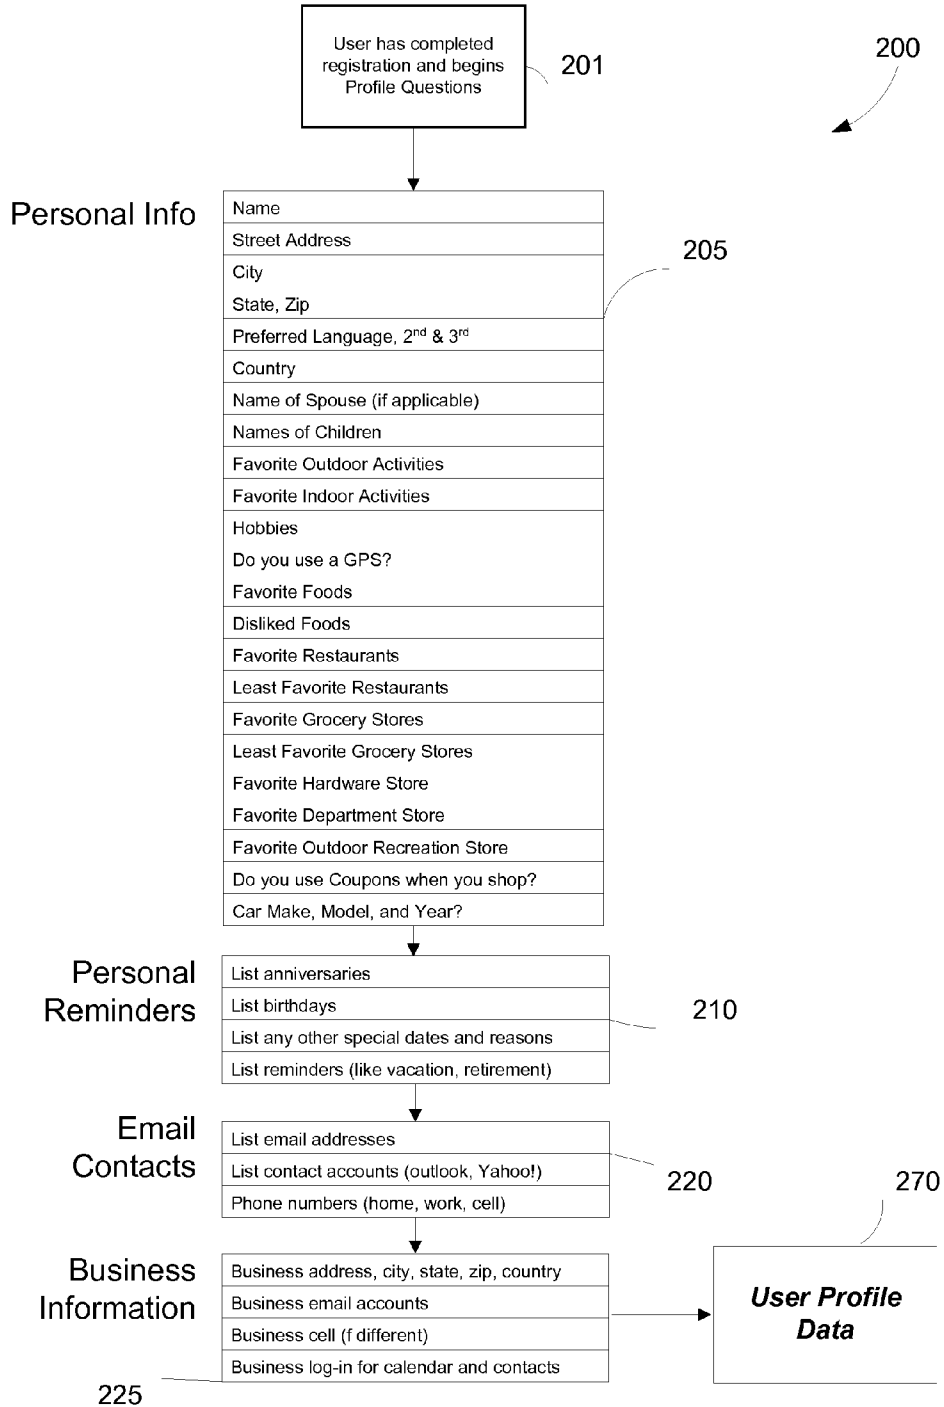 User has completed
registration and begins
Profile Questions
201
200
Personal Info
Name
Street Address
205
City
State, Zip
Preferred Language, 2nd & 3rd
Country
Name of Spouse (if applicable)
Names of Children
Favorite Outdoor Activities
Favorite Indoor Activities
Hobbies
Do you use a GPS?
Favorite Foods
Disliked Foods
Favorite Restaurants
Least Favorite Restaurants
Favorite Grocery Stores
Least Favorite Grocery Stores
Favorite Hardware Store
Favorite Department Store
Favorite Outdoor Recreation Store
Do you use Coupons when you shop?
Car Make, Model, and Year?
Personal
Reminders
List anniversaries
List birthdays
List any other special dates and reasons
List reminders (like vacation, retirement)
210
Email
Contacts
List email addresses
List contact accounts (outlook, Yahoo!)
Phone numbers (home, work, cell)
220
270
Business
Information
Business address, city, state, zip, country
Business email accounts
Business cell (f different)
Business log-in for calendar and contacts
225
User Profile
Data